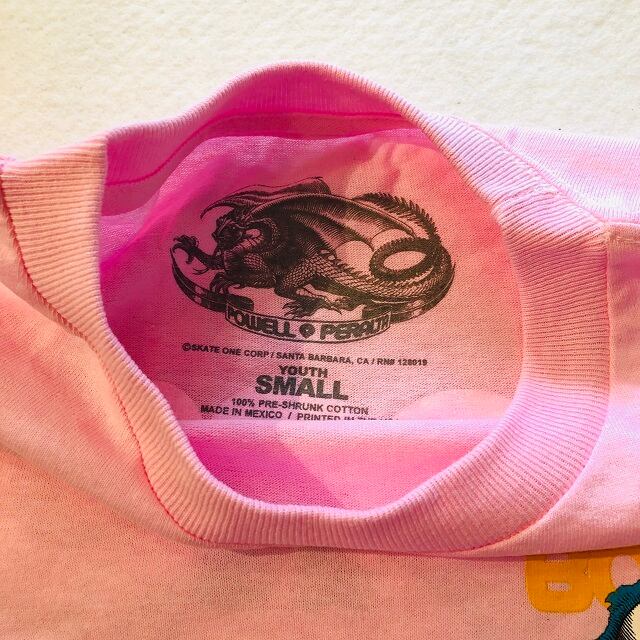 POWELL PERALTA
©SKATE ONE CORP / SANTA BARBARA, CA / RN# 128019
YOUTH
SMALL
100% PRE-SHRUNK COTTON
MADE IN MEXICO / PRINTED IN